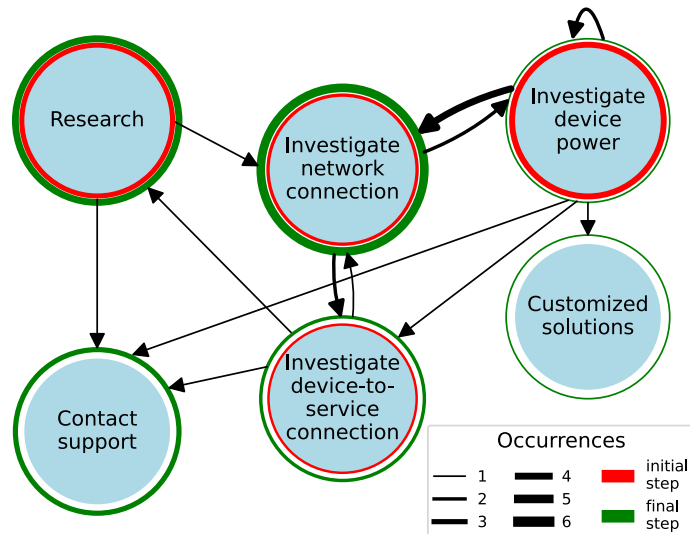 Research
Investigate
network
connection
Investigate
device
power
Contact
support
Investigate
device-to-
service
connection
Customized
solutions
Occurrences
1 4 initial step
2 5
3 6 final step